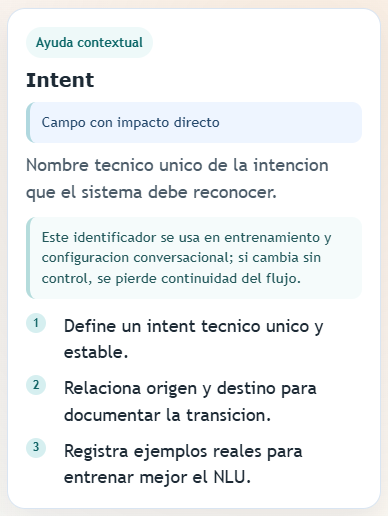 Ayuda contextual
Intent
Campo con impacto directo
Nombre tecnico unico de la intencion
que el sistema debe reconocer.
Este identificador se usa en entrenamiento y
configuracion conversacional; si cambia sin
control, se pierde continuidad del flujo.
1 Define un intent tecnico unico y
estable.
2 Relaciona origen y destino para
documentar la transicion.
3 Registra ejemplos reales para
entrenar mejor el NLU.